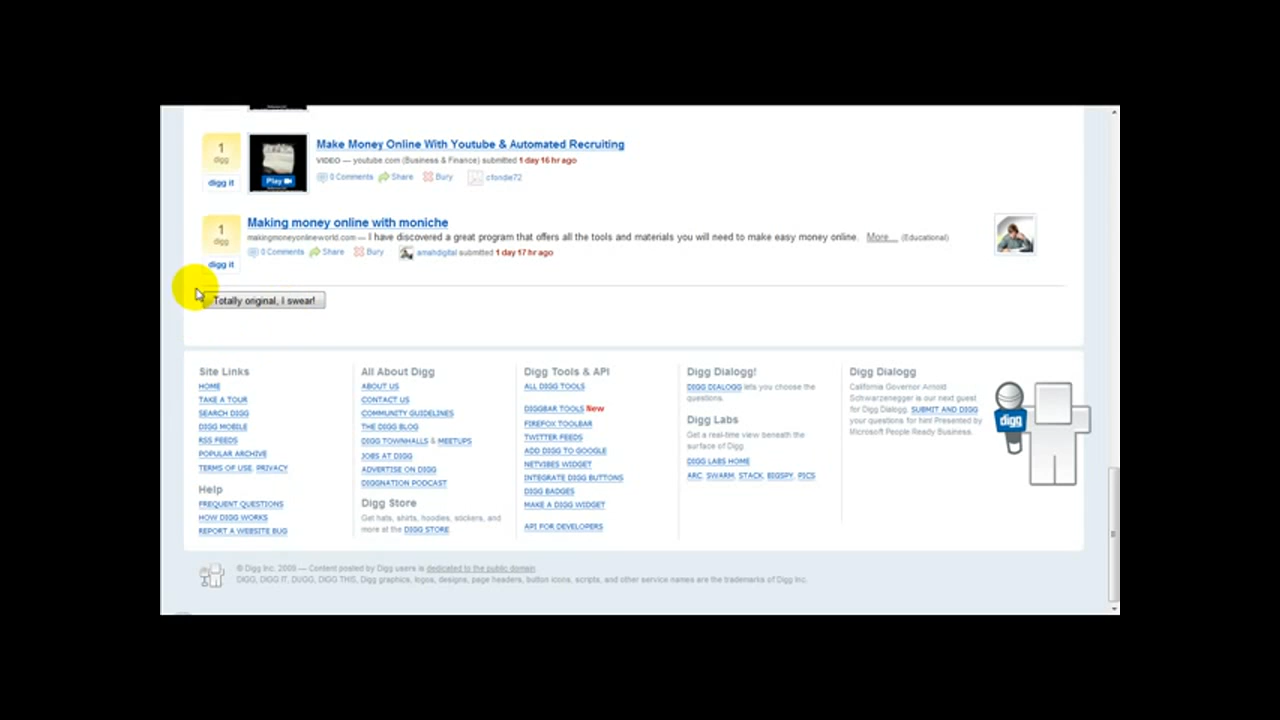 1
digg
digg it
Play
Make Money Online With Youtube & Automated Recruiting
VIDEO — youtube.com (Business & Finance) submitted 1 day 16 hr ago
0 Comments Share Bury cfondie72
1
digg
digg it
Making money online with moniche
makingmoneyonlineworld.com — I have discovered a great program that offers all the tools and materials you will need to make easy money online. More... (Educational)
0 Comments Share Bury amahdigital submitted 1 day 17 hr ago
Totally original, I swear!
Site Links
HOME
TAKE A TOUR
SEARCH DIGG
DIGG MOBILE
RSS FEEDS
POPULAR ARCHIVE
TERMS OF USE, PRIVACY
Help
FREQUENT QUESTIONS
HOW DIGG WORKS
REPORT A WEBSITE BUG
All About Digg
ABOUT US
CONTACT US
COMMUNITY GUIDELINES
THE DIGG BLOG
DIGG TOWNHALLS & MEETUPS
JOBS AT DIGG
ADVERTISE ON DIGG
DIGGNATION PODCAST
Digg Store
Get hats, shirts, hoodies, stickers, and
more at the DIGG STORE.
Digg Tools & API
ALL DIGG TOOLS
DIGGBAR TOOLS New
FIREFOX TOOLBAR
TWITTER FEEDS
ADD DIGG TO GOOGLE
NETVIBES WIDGET
INTEGRATE DIGG BUTTONS
DIGG BADGES
MAKE A DIGG WIDGET
API FOR DEVELOPERS
Digg Dialogg!
DIGG DIALOGG lets you choose the
questions.
Digg Labs
Get a real-time view beneath the
surface of Digg
DIGG LABS HOME
ARC, SWARM, STACK, BIGSPY, PICS
Digg Dialogg
California Governor Arnold
Schwarzenegger is our next guest
for Digg Dialogg. SUBMIT AND DIGG
your questions for him! Presented by
Microsoft People Ready Business.
digg
© Digg Inc. 2009 — Content posted by Digg users is dedicated to the public domain.
DIGG, DIGG IT, DUGG, DIGG THIS, Digg graphics, logos, designs, page headers, button icons, scripts, and other service names are the trademarks of Digg Inc.